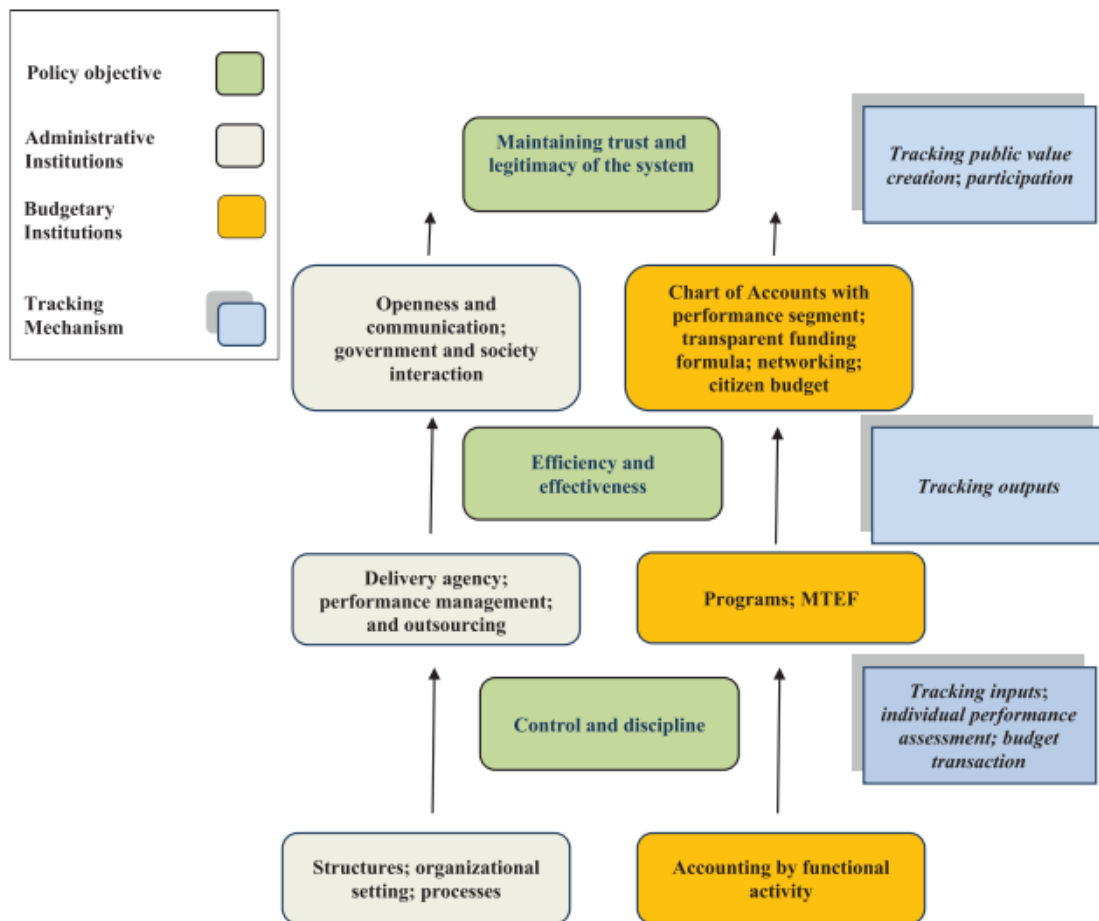 Policy objective
Administrative
Institutions
Budgetary
Institutions
Tracking
Mechanism
Maintaining trust and
legitimacy of the system
Tracking public value
creation; participation
Openness and
communication;
government and society
interaction
Chart of Accounts with
performance segment;
transparent funding
formula; networking;
citizen budget
Efficiency and
effectiveness
Tracking outputs
Delivery agency;
performance management;
and outsourcing
Programs; MTEF
Control and discipline
Tracking inputs;
individual performance
assessment; budget
transaction
Structures; organizational
setting; processes
Accounting by functional
activity